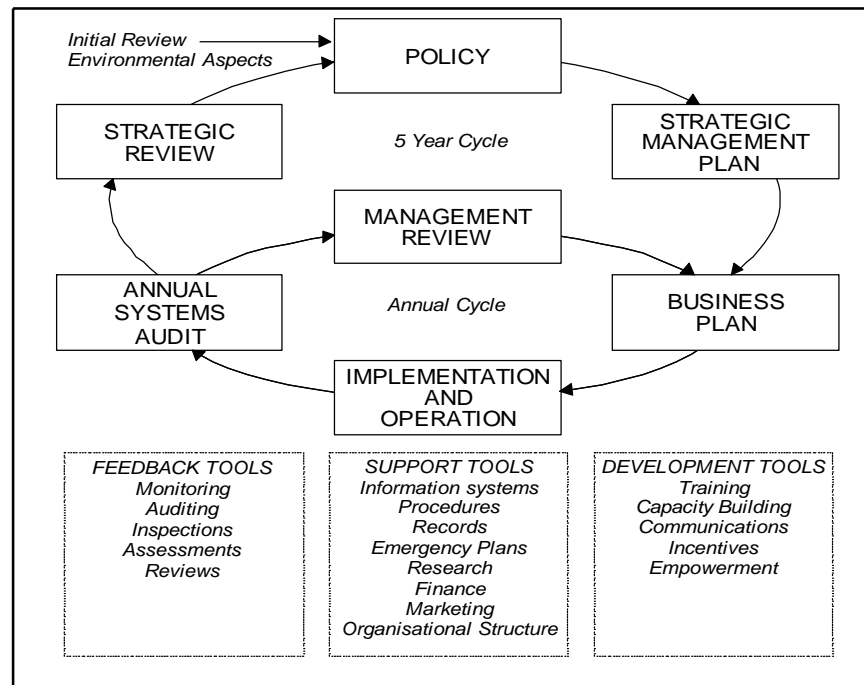 Initial Review
Environmental Aspects
POLICY
STRATEGIC
REVIEW
5 Year Cycle
STRATEGIC
MANAGEMENT
PLAN
MANAGEMENT
REVIEW
ANNUAL
SYSTEMS
AUDIT
Annual Cycle
BUSINESS
PLAN
IMPLEMENTATION
AND
OPERATION
FEEDBACK TOOLS
Monitoring
Auditing
Inspections
Assessments
Reviews
SUPPORT TOOLS
Information systems
Procedures
Records
Emergency Plans
Research
Finance
Marketing
Organisational Structure
DEVELOPMENT TOOLS
Training
Capacity Building
Communications
Incentives
Empowerment